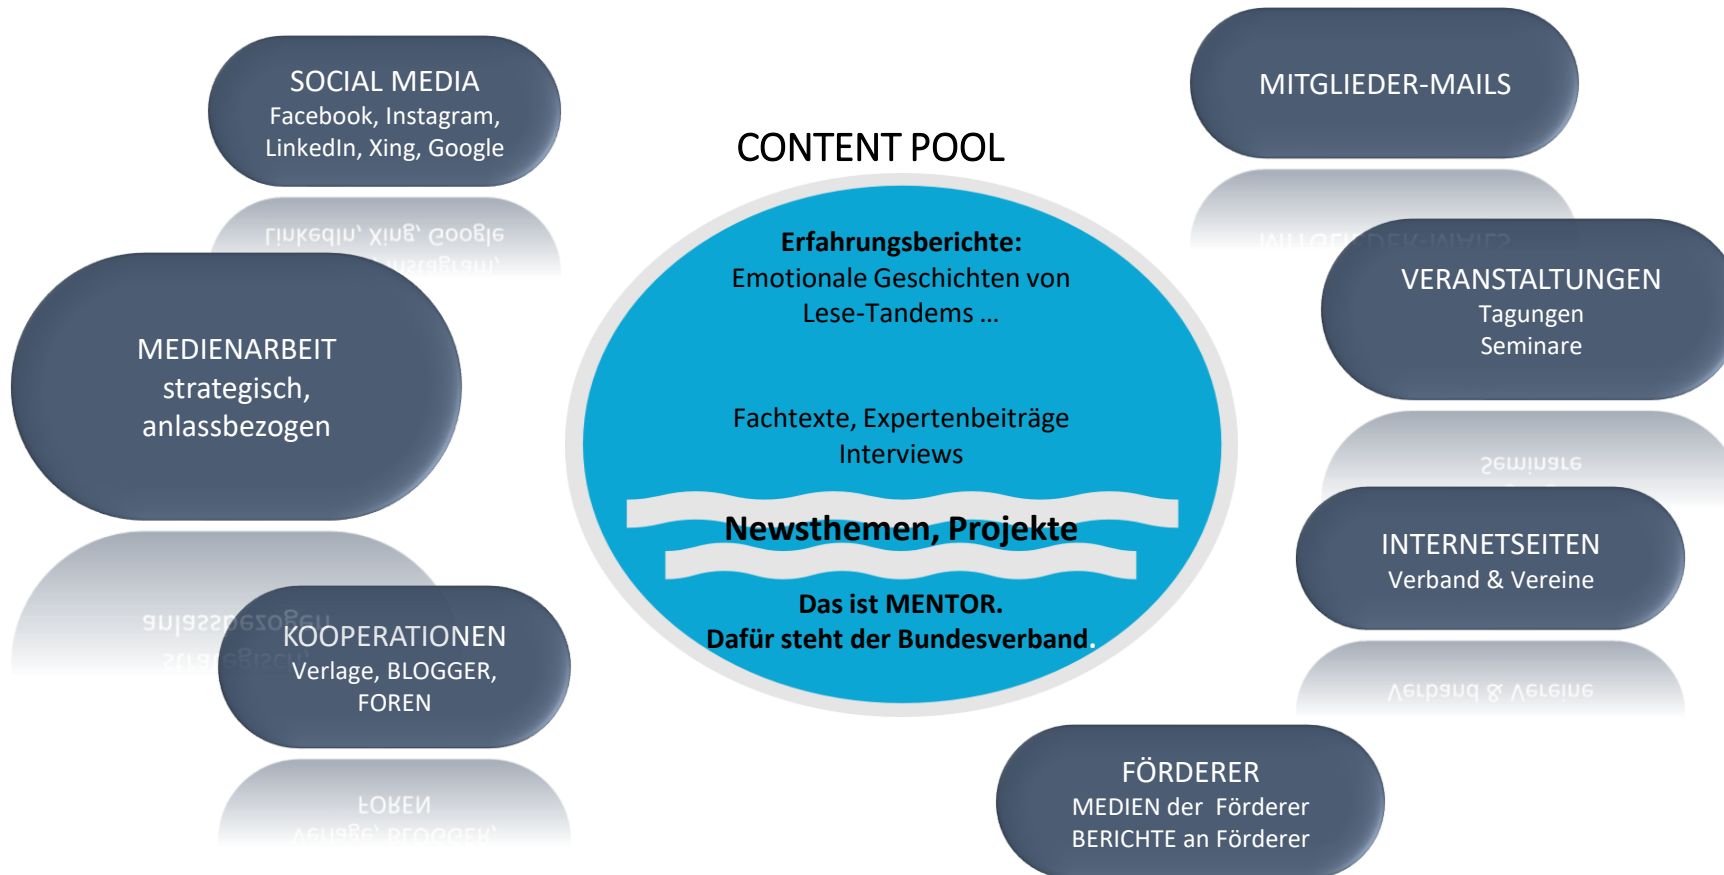 SOCIAL MEDIA
Facebook, Instagram,
LinkedIn, Xing, Google
MEDIENARBEIT
strategisch,
anlassbezogen
KOOPERATIONEN
Verlage, BLOGGER,
FOREN
CONTENT POOL
Erfahrungsberichte:
Emotionale Geschichten von
Lese-Tandems ...
Fachtexte, Expertenbeiträge
Interviews
Newsthemen, Projekte
Das ist MENTOR.
Dafür steht der Bundesverband.
MITGLIEDER-MAILS
VERANSTALTUNGEN
Tagungen
Seminare
INTERNETSEITEN
Verband & Vereine
FÖRDERER
MEDIEN der  Förderer
BERICHTE an Förderer